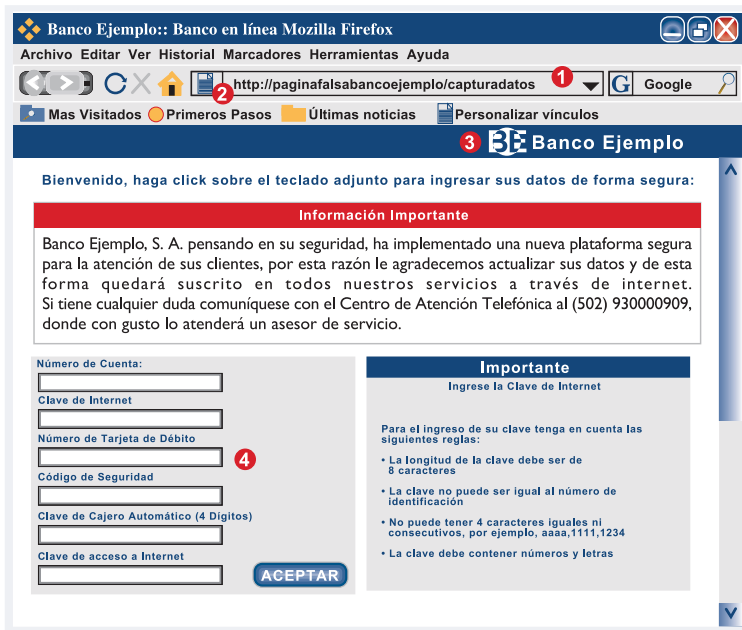 Banco Ejemplo:: Banco en línea Mozilla Firefox
Archivo Editar Ver Historial Marcadores Herramientas Ayuda
http://paginafalsabancoejemplo/capturadatos 1 G Google
2
Mas Visitados Primeros Pasos Últimas noticias Personalizar vínculos
3 BE Banco Ejemplo
Bienvenido, haga click sobre el teclado adjunto para ingresar sus datos de forma segura:
Información Importante
Banco Ejemplo, S. A. pensando en su seguridad, ha implementado una nueva plataforma segura
para la atención de sus clientes, por esta razón le agradecemos actualizar sus datos y de esta
forma quedará suscrito en todos nuestros servicios a través de internet.
Si tiene cualquier duda comuníquese con el Centro de Atención Telefónica al (502) 930000909,
donde con gusto lo atenderá un asesor de servicio.
Número de Cuenta:
Clave de Internet
Número de Tarjeta de Débito
4
Código de Seguridad
Clave de Cajero Automático (4 Dígitos)
Clave de acceso a Internet
ACEPTAR
Importante
Ingrese la Clave de Internet
Para el ingreso de su clave tenga en cuenta las
siguientes reglas:
• La longitud de la clave debe ser de
8 caracteres
• La clave no puede ser igual al número de
identificación
• No puede tener 4 caracteres iguales ni
consecutivos, por ejemplo, aaaa,1111,1234
• La clave debe contener números y letras